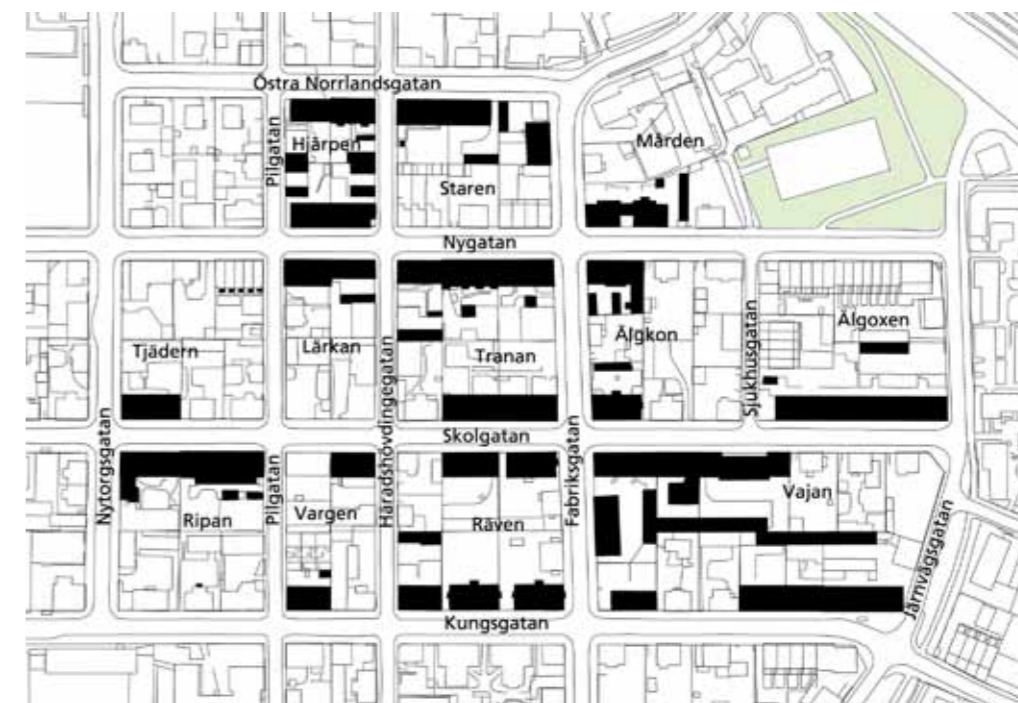 Östra Norrlandsgatan
Pilgatan
Hjärpen
Staren
Mården
Nygatan
Tjädern
Lärkan
Tranan
Älgkon
Älgoxen
Sjukhusgatan
Häradshövdingegatan
Skolgatan
Nytorgsgatan
Pilgatan
Fabriksgatan
Ripan
Vargen
Räven
Vajan
Järnvägsgatan
Kungsgatan